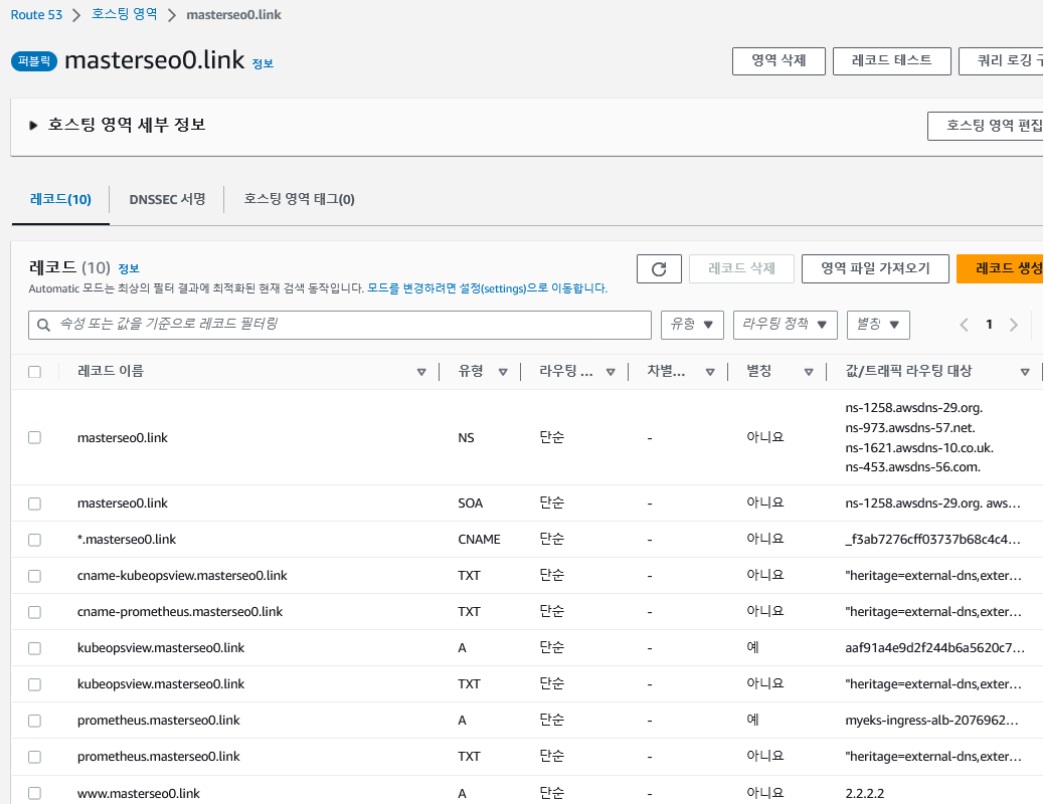 Route 53 > 호스팅 영역 > masterseo0.link
퍼블릭 masterseo0.link 정보
영역 삭제 레코드 테스트 쿼리 로깅 구
▶ 호스팅 영역 세부 정보
호스팅 영역 편집
레코드(10) DNSSEC 서명 호스팅 영역 태그(0)
레코드 (10) 정보
레코드 삭제 영역 파일 가져오기 레코드 생성
Automatic 모드는 최상의 필터 결과에 최적화된 현재 검색 동작입니다. 모드를 변경하려면 설정(settings)으로 이동합니다.
속성 또는 값을 기준으로 레코드 필터링 유형 라우팅 정책 별칭 1
레코드 이름 유형 라우팅 ... 차별... 별칭 값/트래픽 라우팅 대상
ns-1258.awsdns-29.org.
ns-973.awsdns-57.net.
masterseo0.link NS 단순 - 아니요
ns-1621.awsdns-10.co.uk.
ns-453.awsdns-56.com.
masterseo0.link SOA 단순 - 아니요 ns-1258.awsdns-29.org. aws...
*.masterseo0.link CNAME 단순 - 아니요 _f3ab7276cff03737b68c4c4...
cname-kubeopsview.masterseo0.link TXT 단순 - 아니요 "heritage=external-dns,exter...
cname-prometheus.masterseo0.link TXT 단순 - 아니요 "heritage=external-dns,exter...
kubeopsview.masterseo0.link A 단순 - 예 aaf91a4e9d2f244b6a5620c7...
kubeopsview.masterseo0.link TXT 단순 - 아니요 "heritage=external-dns,exter...
prometheus.masterseo0.link A 단순 - 예 myeks-ingress-alb-2076962...
prometheus.masterseo0.link TXT 단순 - 아니요 "heritage=external-dns,exter...
www.masterseo0.link A 단순 - 아니요 2.2.2.2